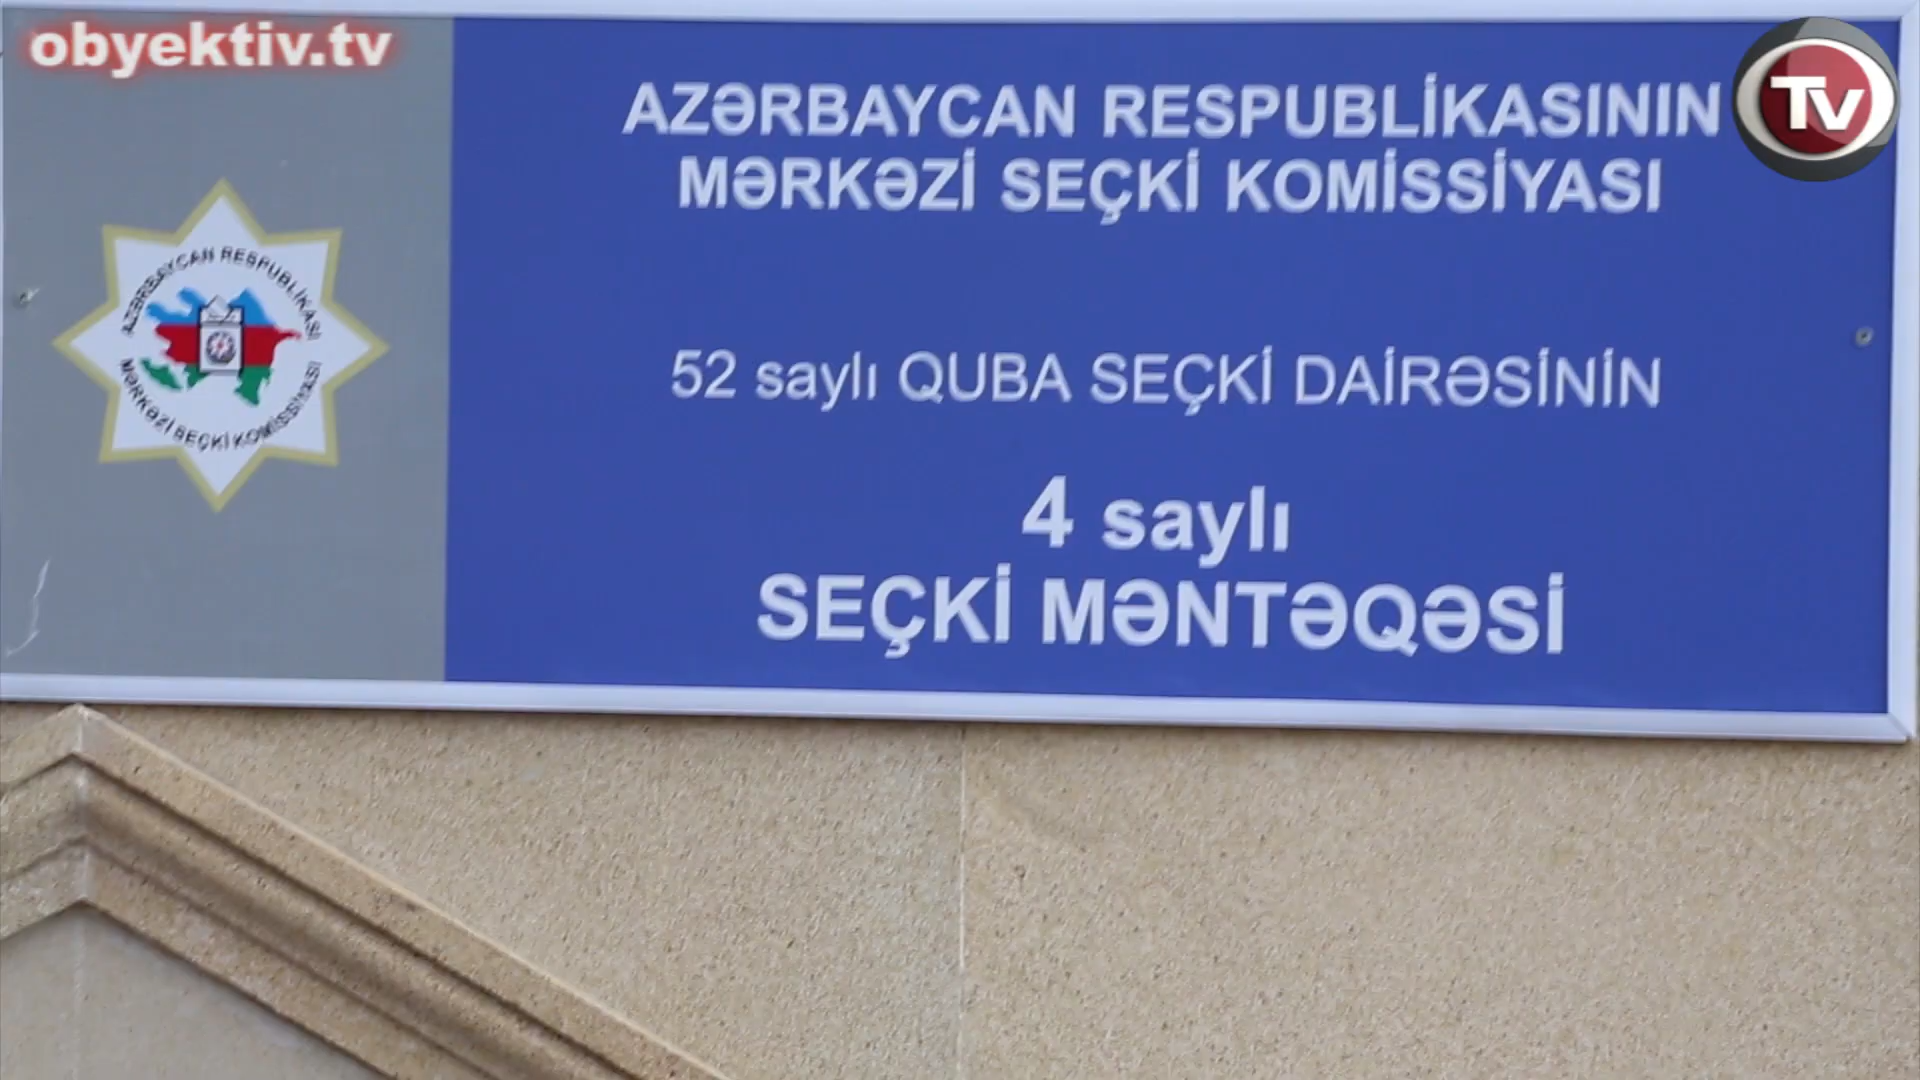 obyektiv.tv
TV
AZƏRBAYCAN RESPUBLİKASININ
MƏRKƏZİ SEÇKİ KOMİSSİYASI
AZƏRBAYCAN RESPUBLİKASI
MƏRKƏZİ SEÇKİ KOMİSSİYASI
52 saylı QUBA SEÇKİ DAİRƏSİNİN
4 saylı
SEÇKİ MƏNTƏQƏSİ